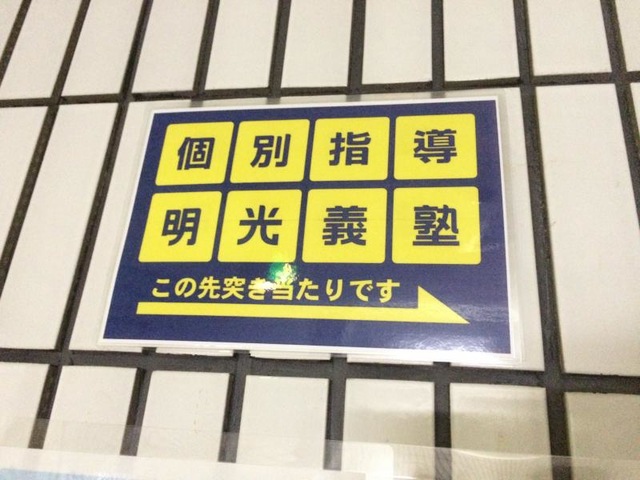 個別指導
明光義塾
この先突き当たりです